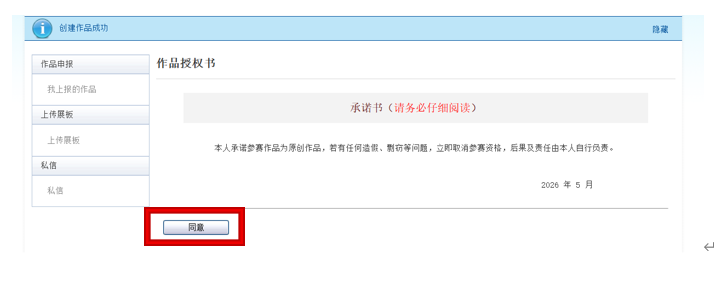 创建作品成功
隐藏
作品申报
我上报的作品
上传展板
上传展板
私信
私信
作品授权书
承诺书（请务必仔细阅读）
本人承诺参赛作品为原创作品，若有任何造假、剽窃等问题，立即取消参赛资格，后果及责任由本人自行负责。
2026 年 5 月
同意